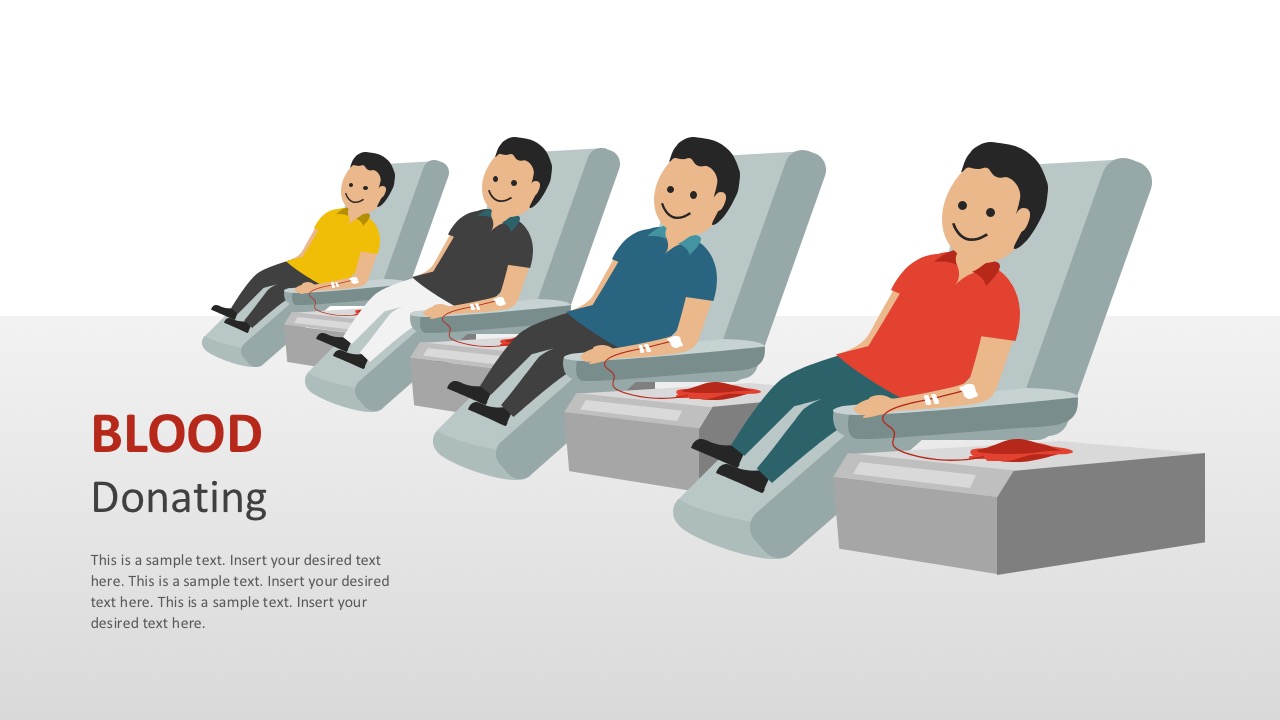 BLOOD
Donating
This is a sample text. Insert your desired text
here. This is a sample text. Insert your desired
text here. This is a sample text. Insert your
desired text here.